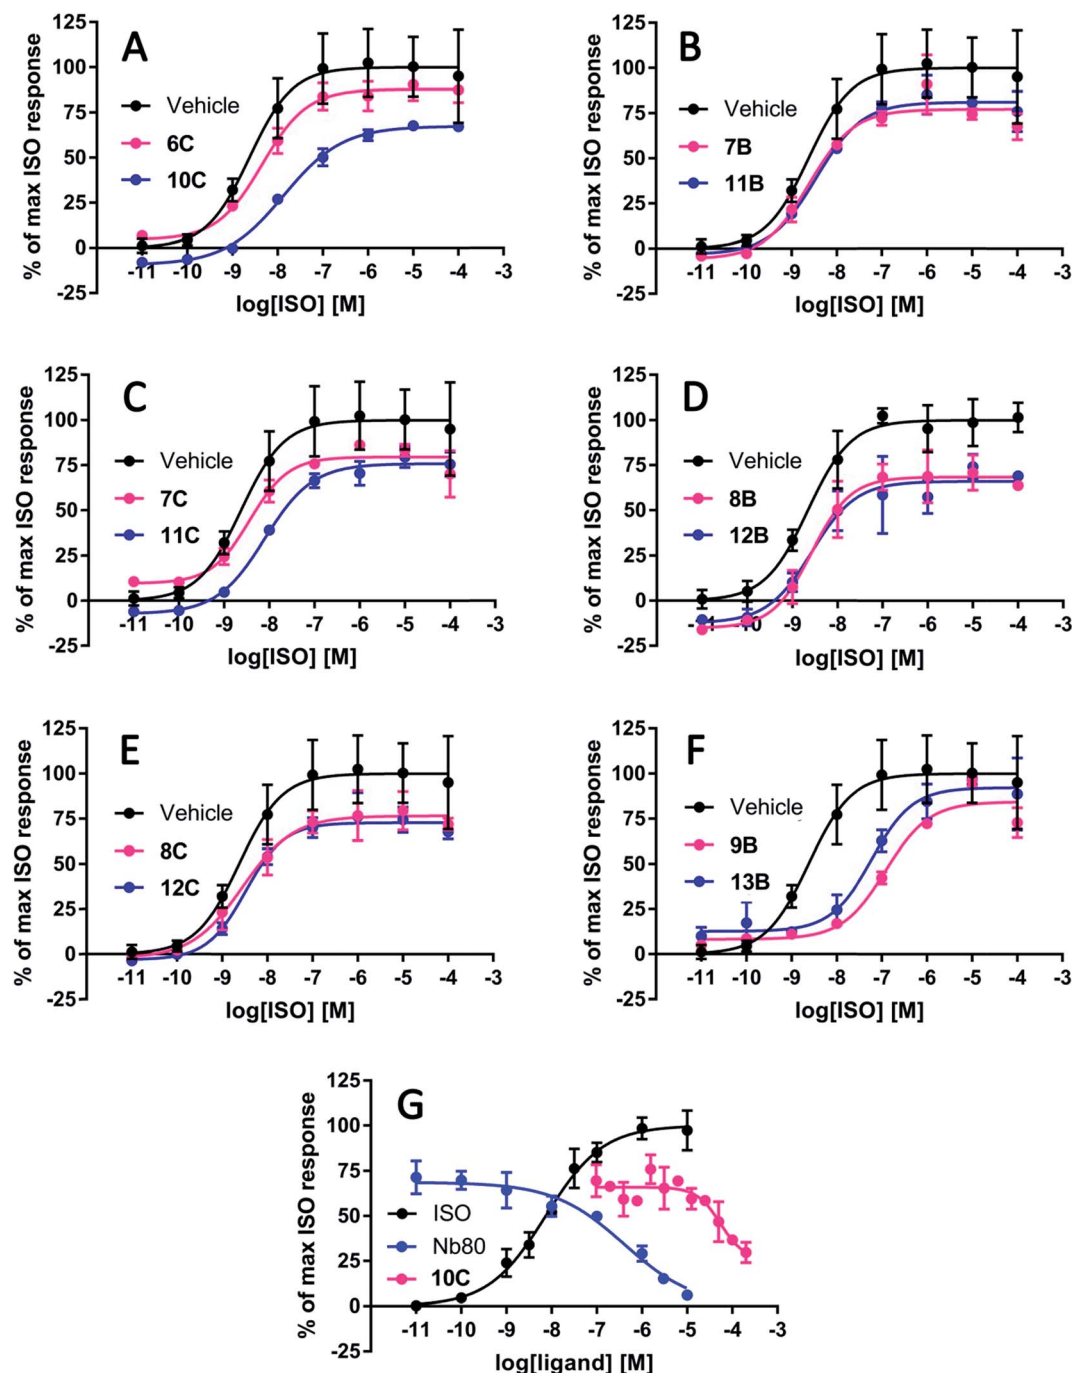 A
% of max ISO response
125
100
75
50
25
0
-25
Vehicle
6C
10C
-11 -10 -9 -8 -7 -6 -5 -4 -3
log[ISO] [M]
B
% of max ISO response
125
100
75
50
25
0
-25
Vehicle
7B
11B
-11 -10 -9 -8 -7 -6 -5 -4 -3
log[ISO] [M]
C
% of max ISO response
125
100
75
50
25
0
-25
Vehicle
7C
11C
-11 -10 -9 -8 -7 -6 -5 -4 -3
log[ISO] [M]
D
% of max ISO response
125
100
75
50
25
0
-25
Vehicle
8B
12B
-11 -10 -9 -8 -7 -6 -5 -4 -3
log[ISO] [M]
E
% of max ISO response
125
100
75
50
25
0
-25
Vehicle
8C
12C
-11 -10 -9 -8 -7 -6 -5 -4 -3
log[ISO] [M]
F
% of max ISO response
125
100
75
50
25
0
-25
Vehicle
9B
13B
-11 -10 -9 -8 -7 -6 -5 -4 -3
log[ISO] [M]
G
% of max ISO response
125
100
75
50
25
0
-25
ISO
Nb80
10C
-11 -10 -9 -8 -7 -6 -5 -4 -3
log[ligand] [M]